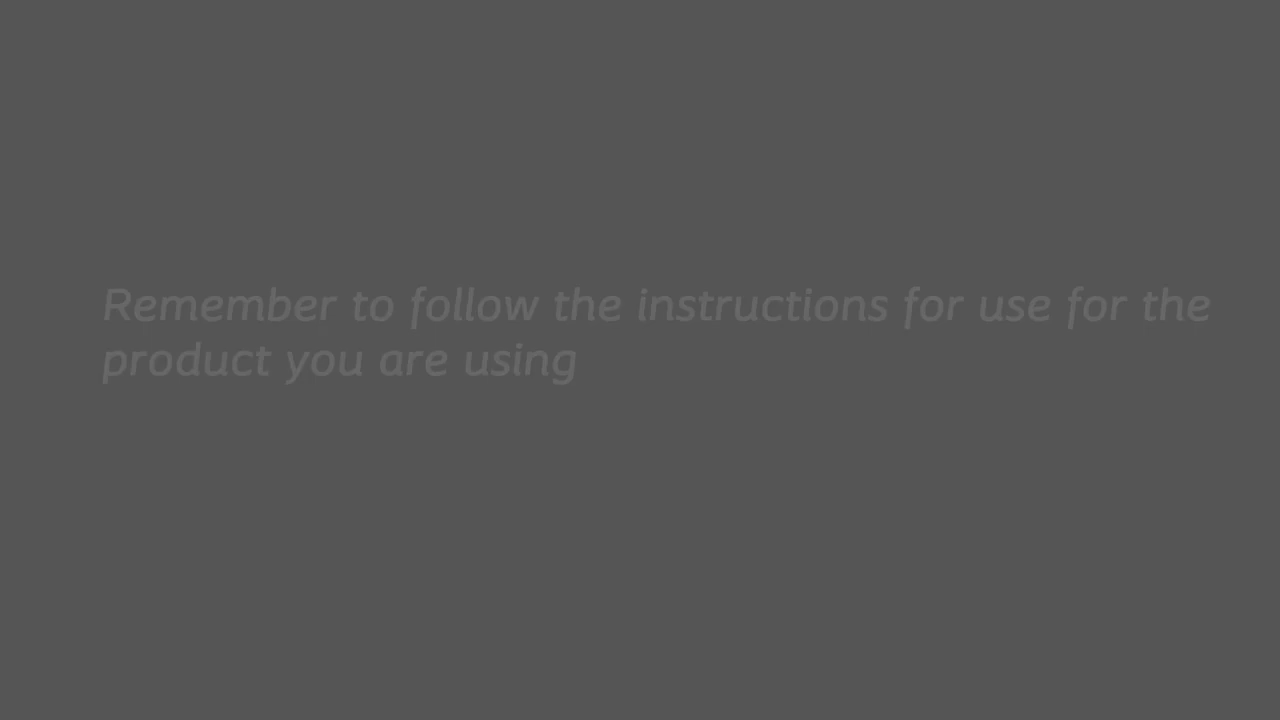 Remember to follow the instructions for use for the
product you are using